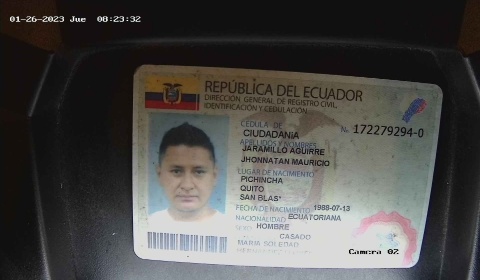 01-26-2023 Jue 08:23:32
REPÚBLICA DEL ECUADOR
DIRECCIÓN GENERAL DE REGISTRO CIVIL,
IDENTIFICACIÓN Y CEDULACIÓN
CÉDULA DE
CIUDADANÍA
N. 172279294-0
APELLIDOS Y NOMBRES
JARAMILLO AGUIRRE
JHONNATAN MAURICIO
LUGAR DE NACIMIENTO
PICHINCHA
QUITO
SAN BLAS
FECHA DE NACIMIENTO 1988-07-13
NACIONALIDAD ECUATORIANA
SEXO HOMBRE
CASADO
MARIA SOLEDAD
Camera 02